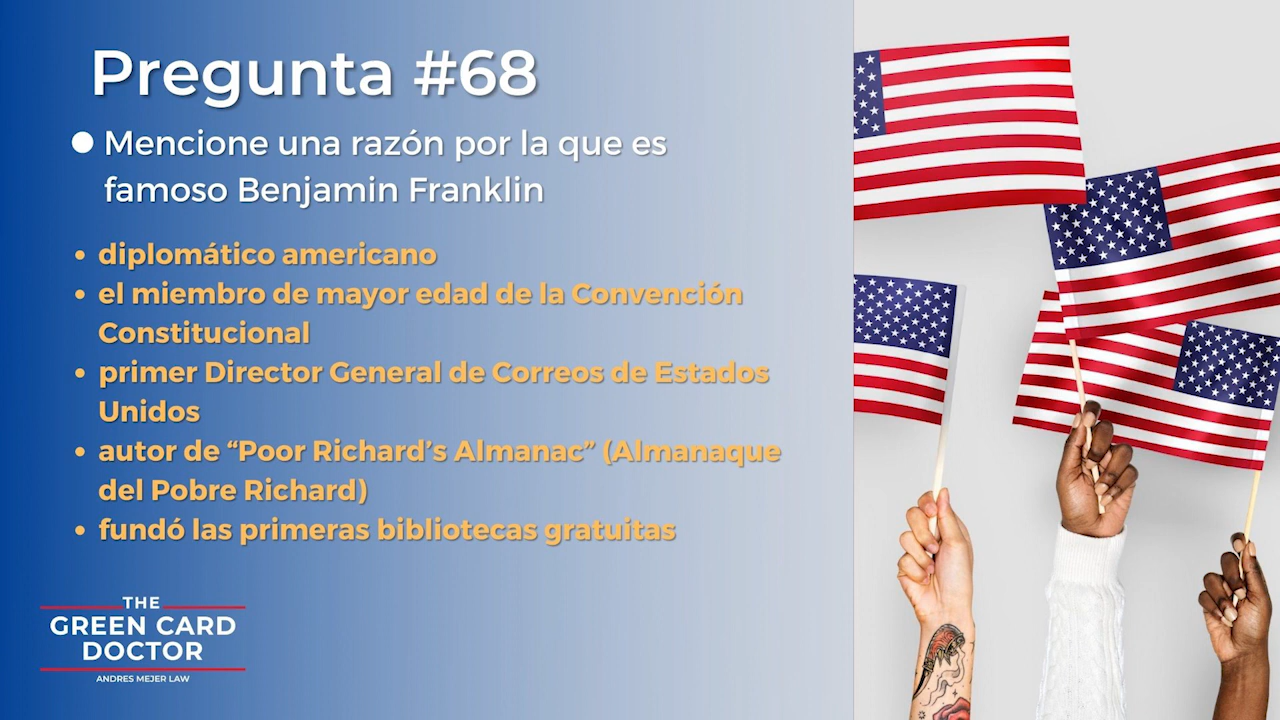 Pregunta #68
● Mencione una razón por la que es
famoso Benjamin Franklin
• diplomático americano
• el miembro de mayor edad de la Convención
Constitucional
• primer Director General de Correos de Estados
Unidos
• autor de “Poor Richard’s Almanac” (Almanaque
del Pobre Richard)
• fundó las primeras bibliotecas gratuitas
THE
GREEN CARD
DOCTOR
ANDRES MEJER LAW